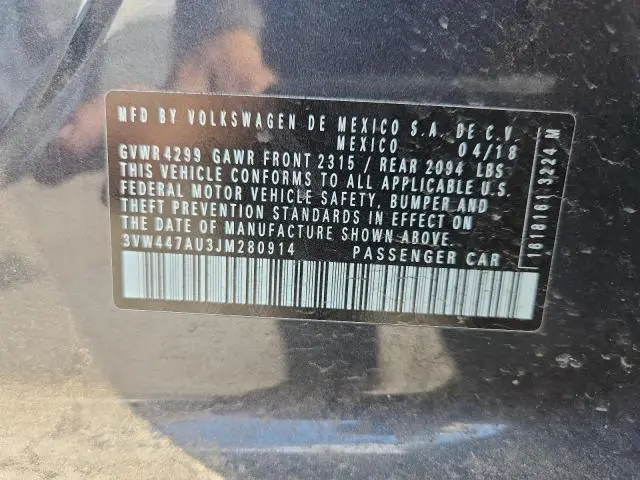 MFD BY VOLKSWAGEN DE MEXICO S.A. DE C.V
MEXICO 04/18
GVWR 4299 GAWR FRONT 2315 / REAR 2094 LBS
THIS VEHICLE CONFORMS TO ALL APPLICABLE U.S.
FEDERAL MOTOR VEHICLE SAFETY, BUMPER AND
THEFT PREVENTION STANDARDS IN EFFECT ON
THE DATE OF MANUFACTURE SHOWN ABOVE.
3VW447AU3JM280914 PASSENGER CAR
1618161 3224 M